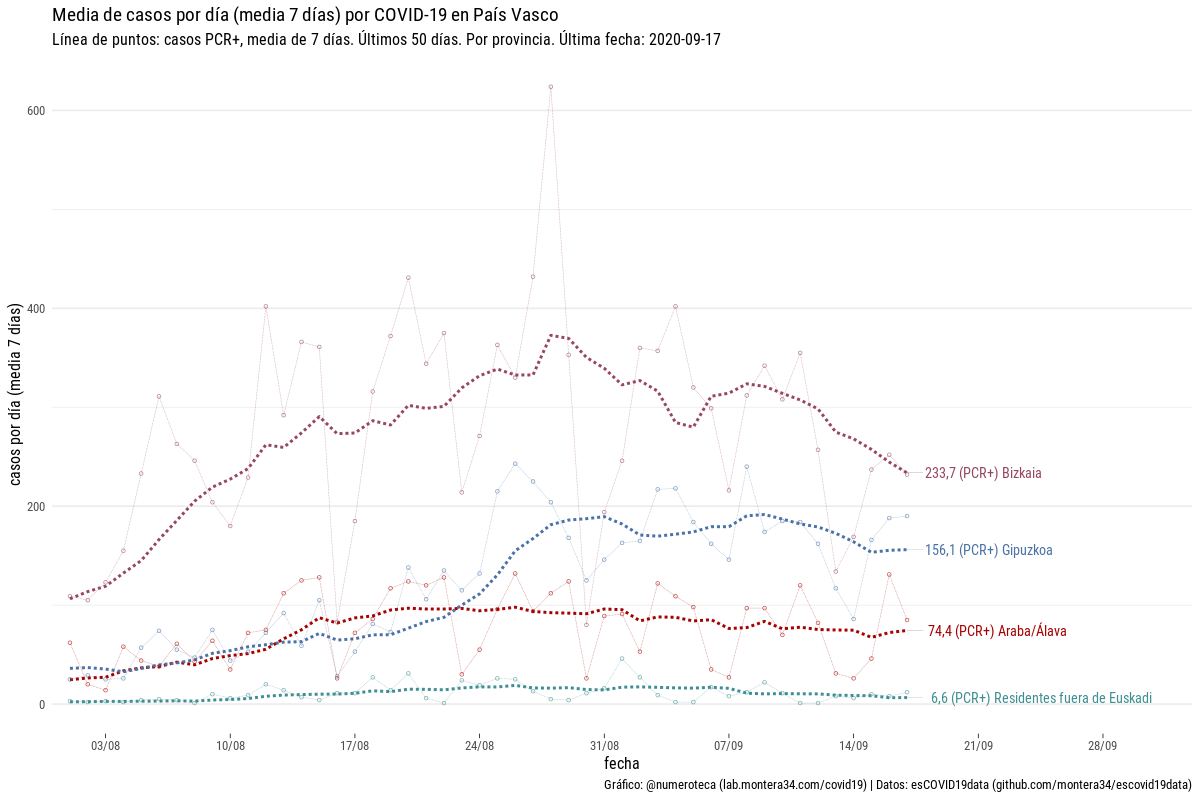 Media de casos por día (media 7 días) por COVID-19 en País Vasco
Línea de puntos: casos PCR+, media de 7 días. Últimos 50 días. Por provincia. Última fecha: 2020-09-17
casos por día (media 7 días)
600
400
200
0
233,7 (PCR+) Bizkaia
156,1 (PCR+) Gipuzkoa
74,4 (PCR+) Araba/Álava
6,6 (PCR+) Residentes fuera de Euskadi
03/08 10/08 17/08 24/08 31/08 07/09 14/09 21/09 28/09
fecha
Gráfico: @numeroteca (lab.montera34.com/covid19) | Datos: esCOVID19data (github.com/montera34/escovid19data)